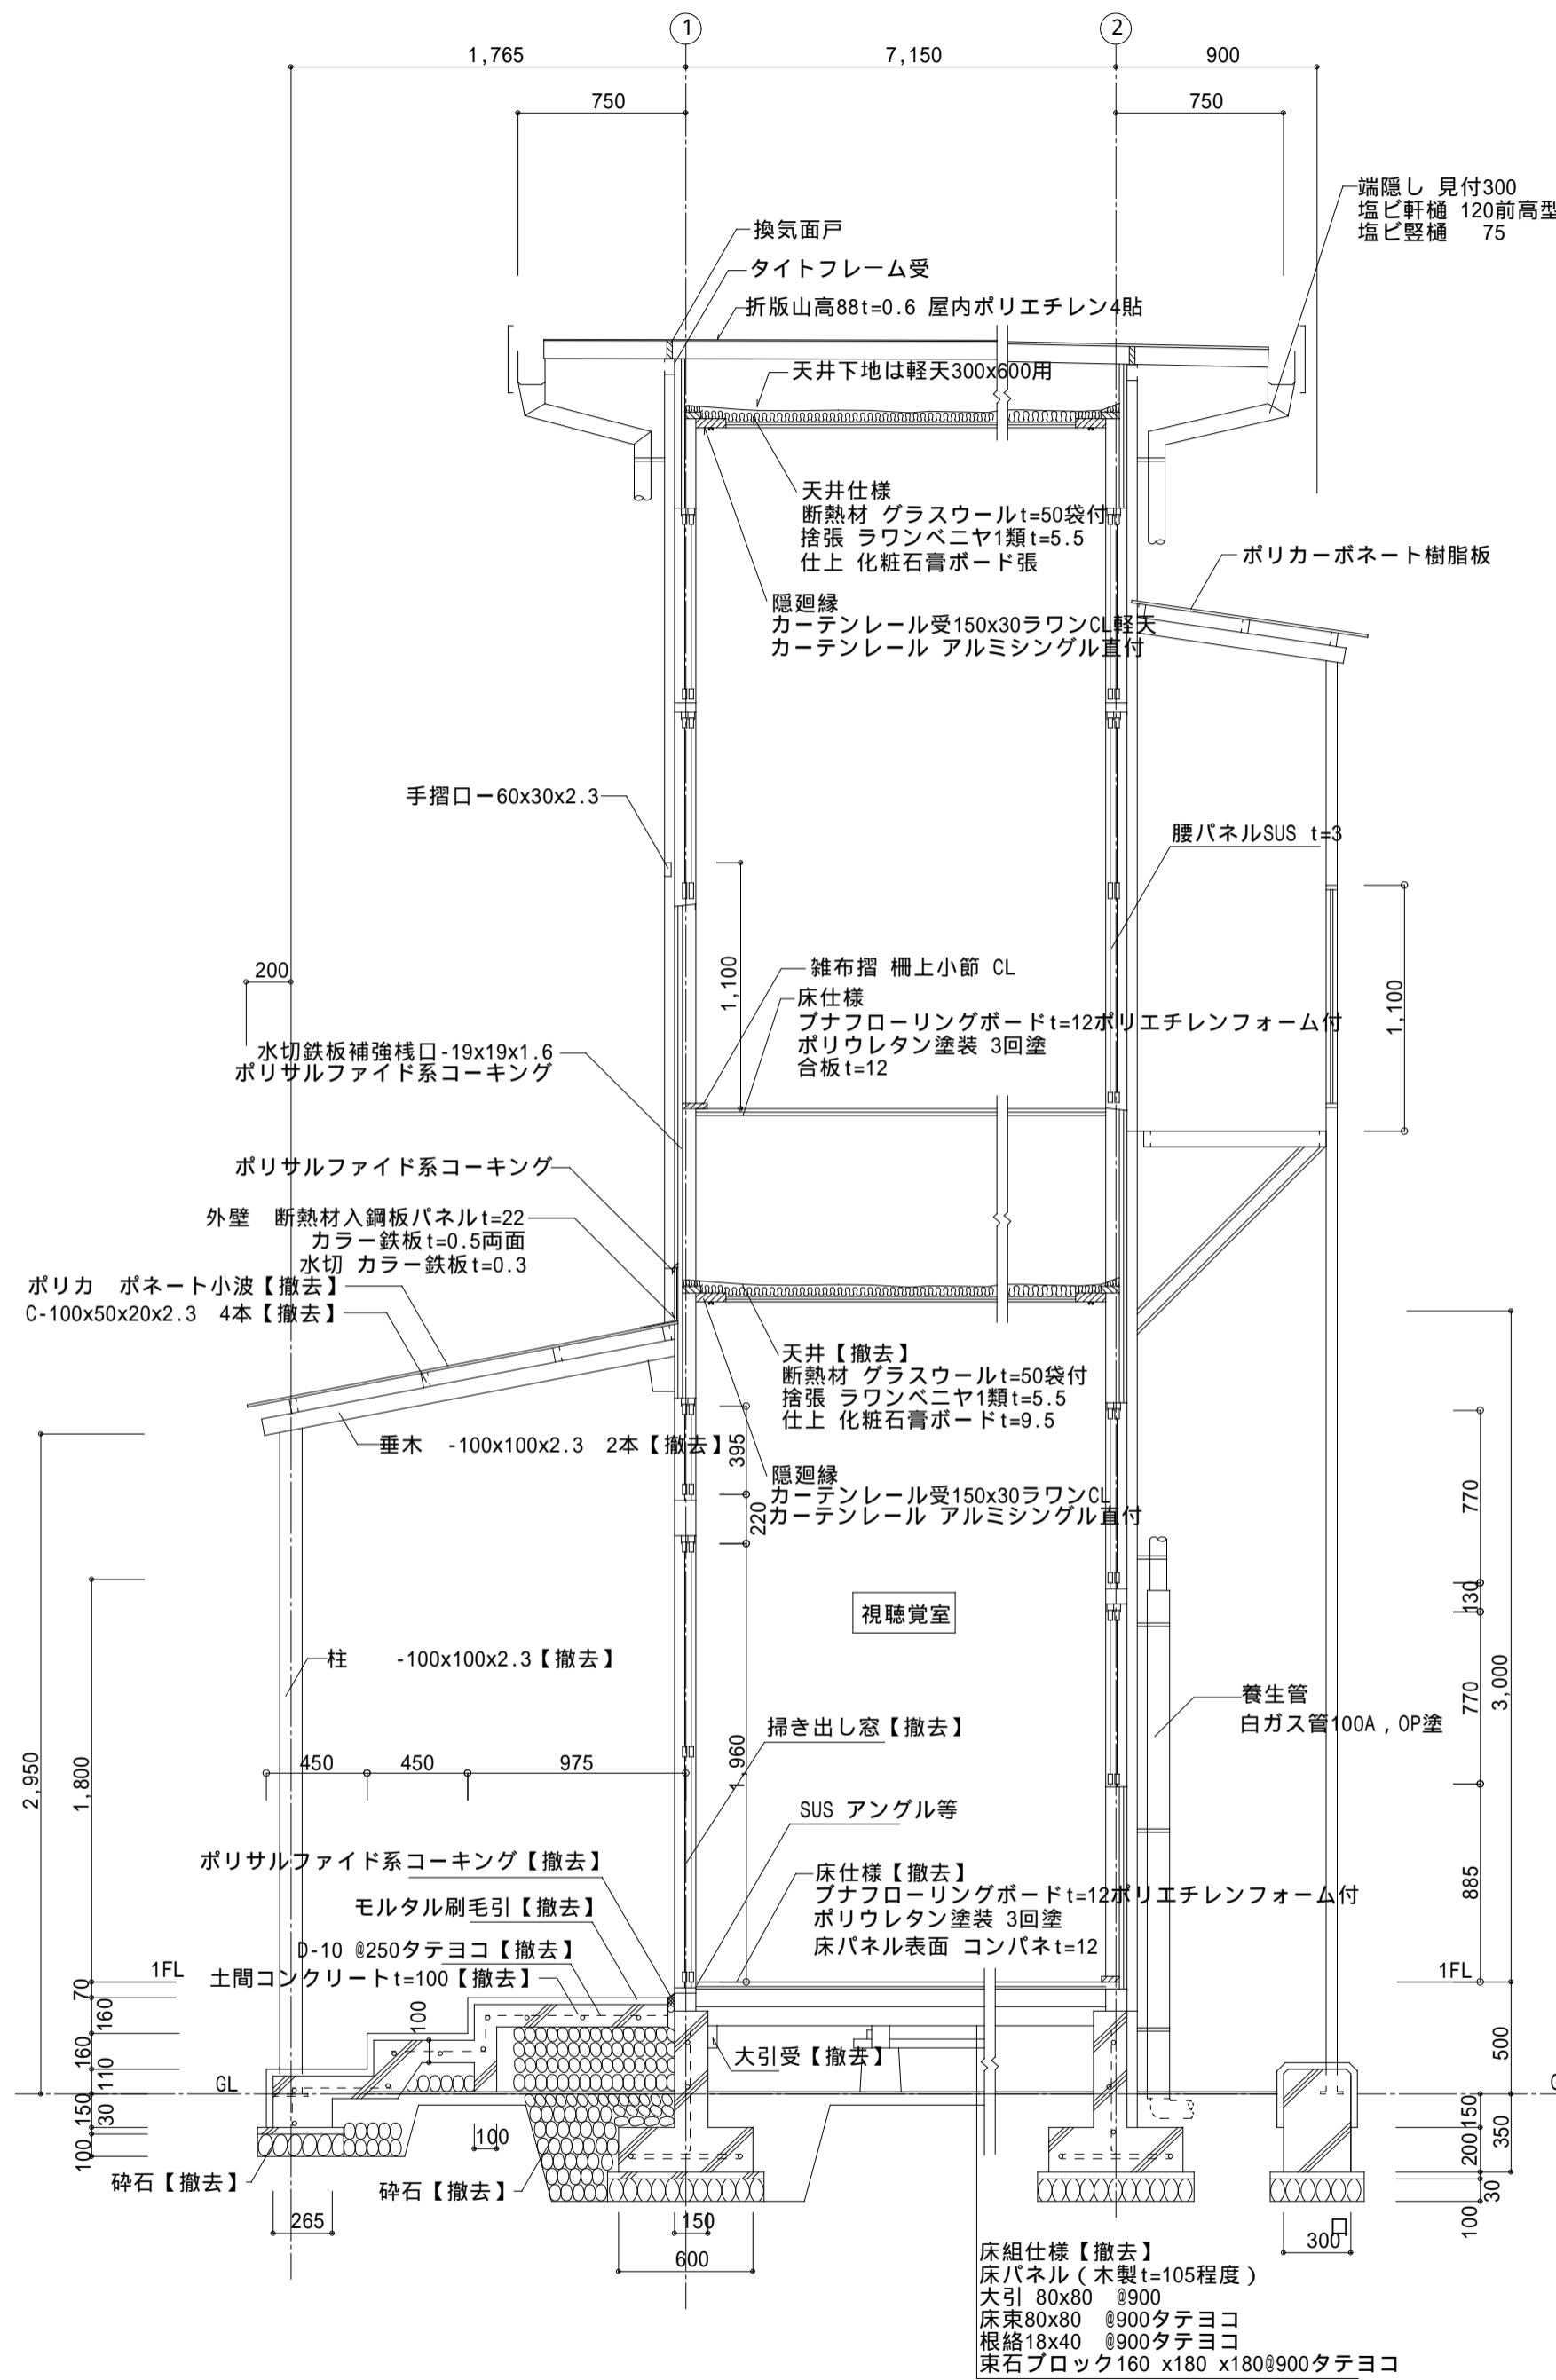 1
2
1,765
7,150
900
750
750
端隠し 見付300
塩ビ軒樋 120前高型
塩ビ竪樋 75
換気面戸
タイトフレーム受
折版山高88t=0.6 屋内ポリエチレン4貼
天井下地は軽天300x600用
天井仕様
断熱材 グラスウールt=50袋付
捨張 ラワンベニヤ1類t=5.5
仕上 化粧石膏ボード張
ポリカーボネート樹脂板
隠廻縁
カーテンレール受150x30ラワンCL軽天
カーテンレール アルミシングル直付
手摺口ー60x30x2.3
腰パネルSUS t=3
1,100
1,100
200
雑布摺 柵上小節 CL
床仕様
ブナフローリングボードt=12ポリエチレンフォーム付
ポリウレタン塗装 3回塗
合板t=12
水切鉄板補強桟口-19x19x1.6
ポリサルファイド系コーキング
ポリサルファイド系コーキング
外壁 断熱材入鋼板パネルt=22
カラー鉄板t=0.5両面
水切 カラー鉄板t=0.3
ポリカ ポネート小波【撤去】
C-100x50x20x2.3 4本【撤去】
天井【撤去】
断熱材 グラスウールt=50袋付
捨張 ラワンベニヤ1類t=5.5
仕上 化粧石膏ボードt=9.5
垂木 -100x100x2.3 2本【撤去】
395
隠廻縁
カーテンレール受150x30ラワンCL
カーテンレール アルミシングル直付
220
770
130
視聴覚室
柱 -100x100x2.3【撤去】
3,000
770
養生管
白ガス管100A，OP塗
掃き出し窓【撤去】
1,960
450
450
975
2,950
1,800
SUS アングル等
ポリサルファイド系コーキング【撤去】
床仕様【撤去】
ブナフローリングボードt=12ポリエチレンフォーム付
ポリウレタン塗装 3回塗
床パネル表面 コンパネt=12
885
モルタル刷毛引【撤去】
D-10 @250タテヨコ【撤去】
土間コンクリートt=100【撤去】
1FL
1FL
70
160
160
110
100
大引受【撤去】
500
GL
G
150
30
100
100
150
200
350
30
100
砕石【撤去】
砕石【撤去】
265
150
600
口
300
床組仕様【撤去】
床パネル（木製t=105程度）
大引 80x80 @900
床束80x80 @900タテヨコ
根絡18x40 @900タテヨコ
束石ブロック160 x180 x180@900タテヨコ